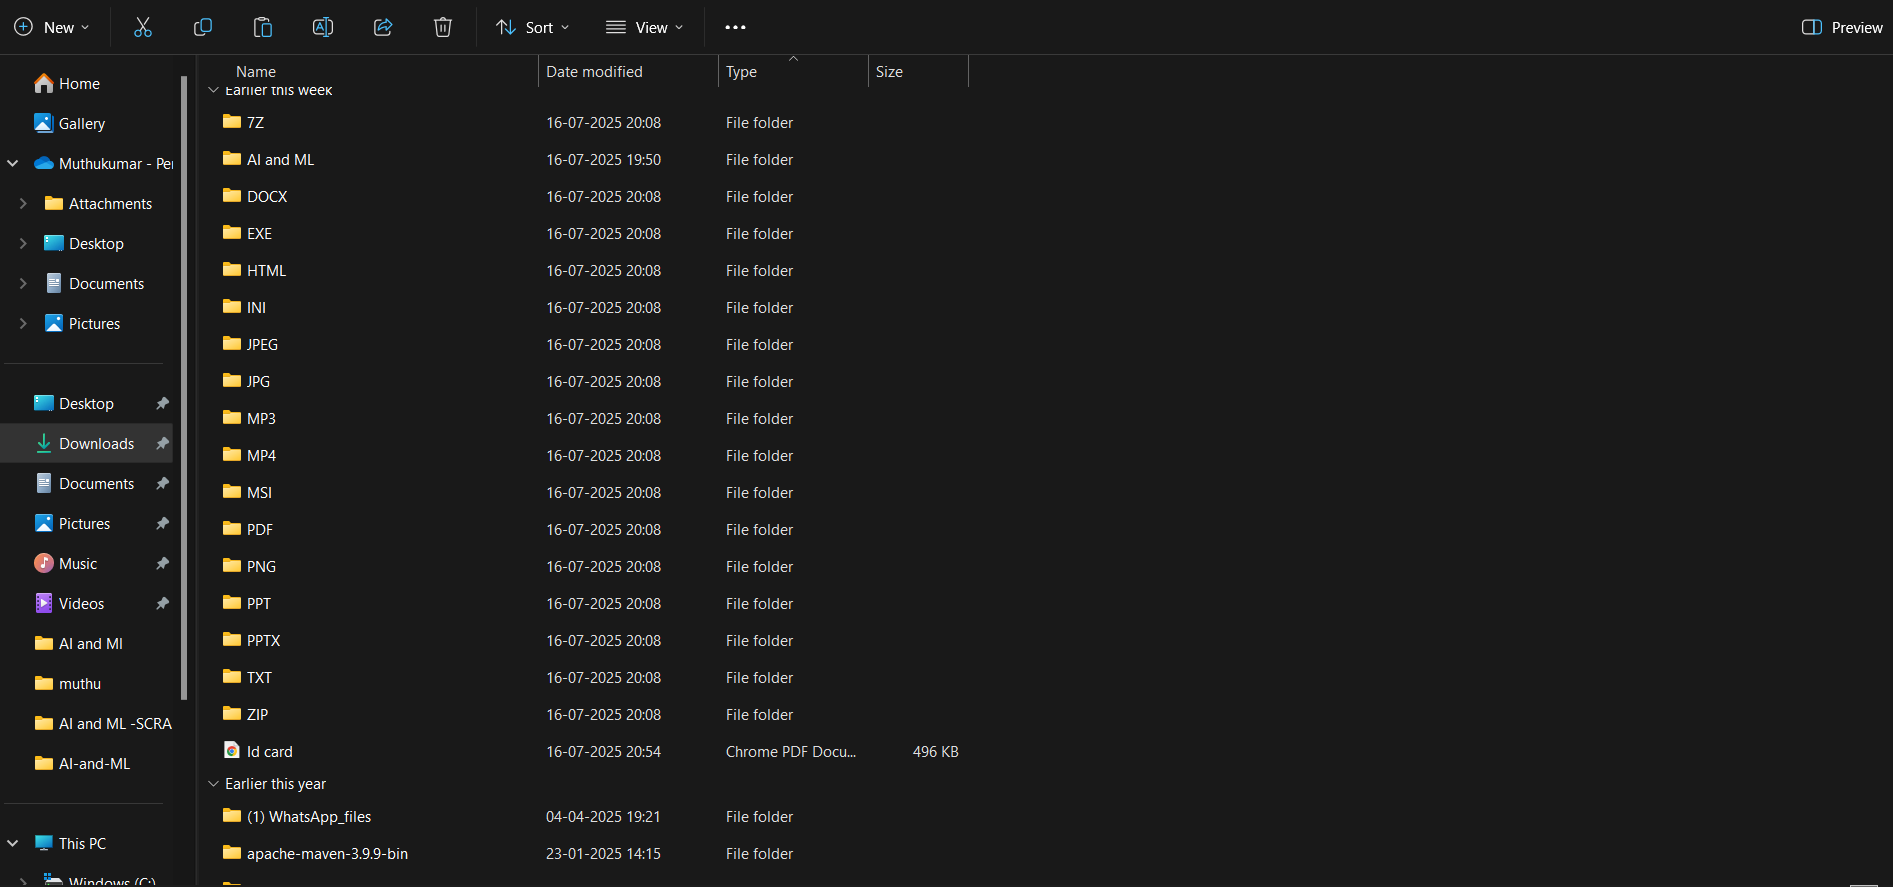 New
Sort
View
Preview
Name Date modified Type Size
Home
Gallery
Muthukumar - Per
Attachments
Desktop
Documents
Pictures
Desktop
Downloads
Documents
Pictures
Music
Videos
AI and Ml
muthu
AI and ML -SCRA
AI-and-ML
This PC
Windows (C:)
Earlier this week
7Z 16-07-2025 20:08 File folder
AI and ML 16-07-2025 19:50 File folder
DOCX 16-07-2025 20:08 File folder
EXE 16-07-2025 20:08 File folder
HTML 16-07-2025 20:08 File folder
INI 16-07-2025 20:08 File folder
JPEG 16-07-2025 20:08 File folder
JPG 16-07-2025 20:08 File folder
MP3 16-07-2025 20:08 File folder
MP4 16-07-2025 20:08 File folder
MSI 16-07-2025 20:08 File folder
PDF 16-07-2025 20:08 File folder
PNG 16-07-2025 20:08 File folder
PPT 16-07-2025 20:08 File folder
PPTX 16-07-2025 20:08 File folder
TXT 16-07-2025 20:08 File folder
ZIP 16-07-2025 20:08 File folder
Id card 16-07-2025 20:54 Chrome PDF Docu... 496 KB
Earlier this year
(1) WhatsApp_files 04-04-2025 19:21 File folder
apache-maven-3.9.9-bin 23-01-2025 14:15 File folder